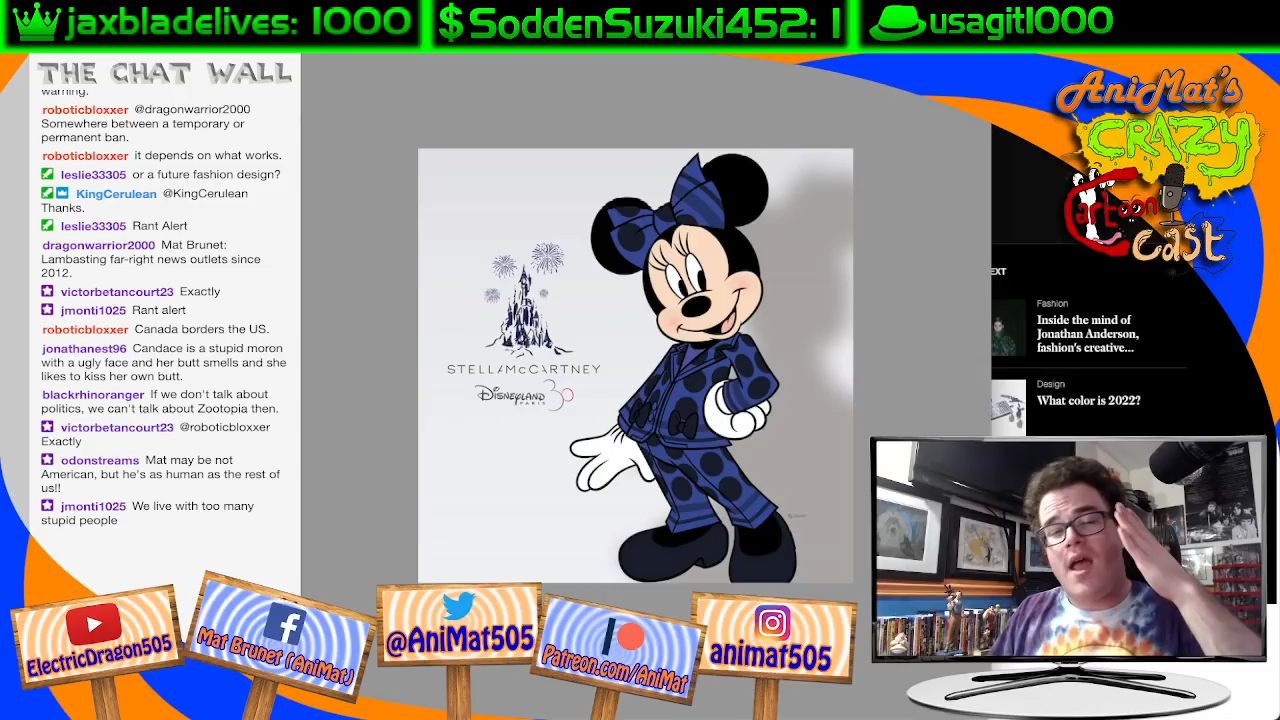 jaxbladelives: 1000
$ SoddenSuzuki452: 1
usagit1000
THE CHAT WALL
warning.
roboticbloxxer @dragonwarrior2000
Somewhere between a temporary or
permanent ban.
roboticbloxxer it depends on what works.
leslie33305 or a future fashion design?
KingCerulean @KingCerulean
Thanks.
leslie33305 Rant Alert
dragonwarrior2000 Mat Brunet:
Lambasting far-right news outlets since
2012.
victorbetancourt23 Exactly
jmonti1025 Rant alert
roboticbloxxer Canada borders the US.
jonathanest96 Candace is a stupid moron
with a ugly face and her butt smells and she
likes to kiss her own butt.
blackrhinoranger If we don't talk about
politics, we can't talk about Zootopia then.
victorbetancourt23 @roboticbloxxer
Exactly
odonstreams Mat may be not
American, but he's as human as the rest of
us!!
jmonti1025 We live with too many
stupid people
STELLA McCARTNEY
DISNEYLAND
PARIS 30
AniMat's
CRAZY
Cartoon
Cast
EXT
Fashion
Inside the mind of
Jonathan Anderson,
fashion's creative...
Design
What color is 2022?
ElectricDragon505
Mat Brunet (AniMat)
@AniMat505
Patreon.com/AniMat
animat505